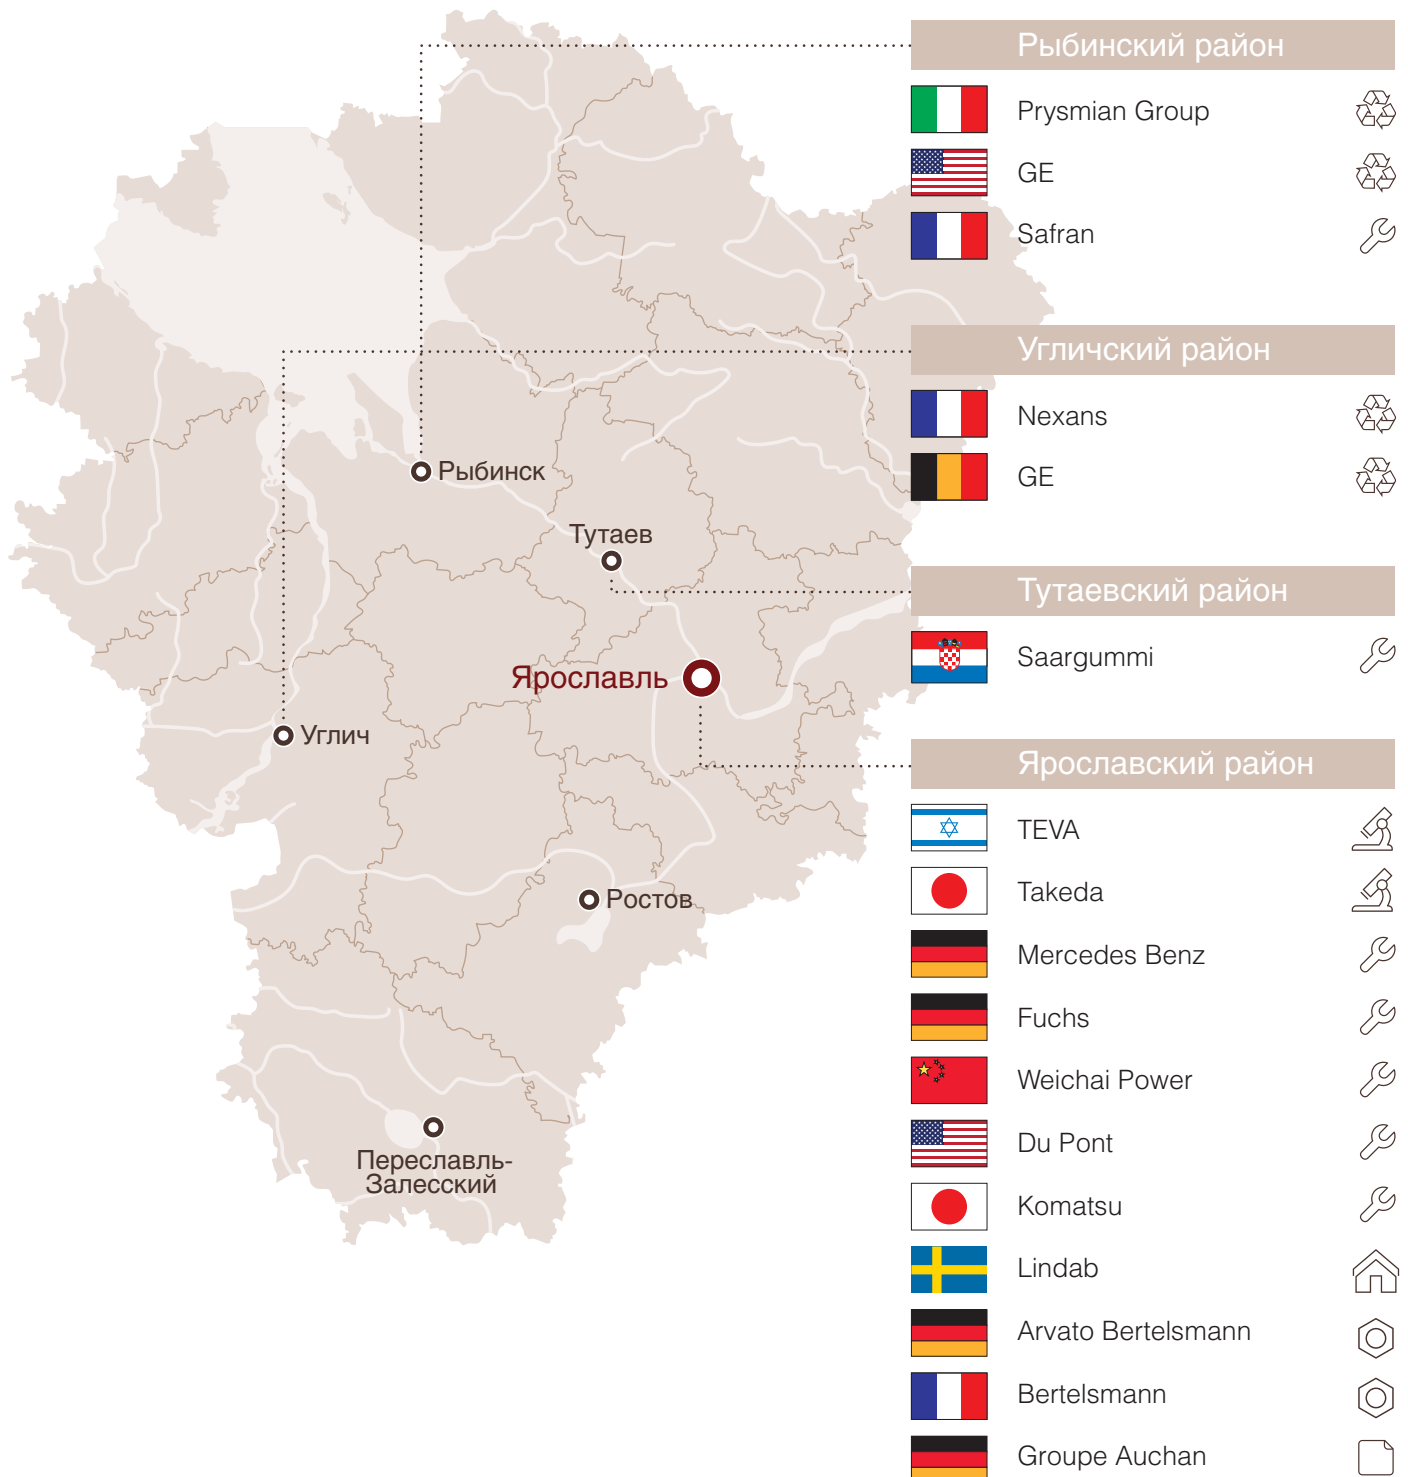 Рыбинский район
Prysmian Group
GE
Safran
Угличский район
Nexans
GE
Рыбинск
Тутаев
Тутаевский район
Saargummi
Ярославль
Углич
Ярославский район
TEVA
Takeda
Ростов
Mercedes Benz
Fuchs
Weichai Power
Du Pont
Переславль-
Залесский
Komatsu
Lindab
Arvato Bertelsmann
Bertelsmann
Groupe Auchan